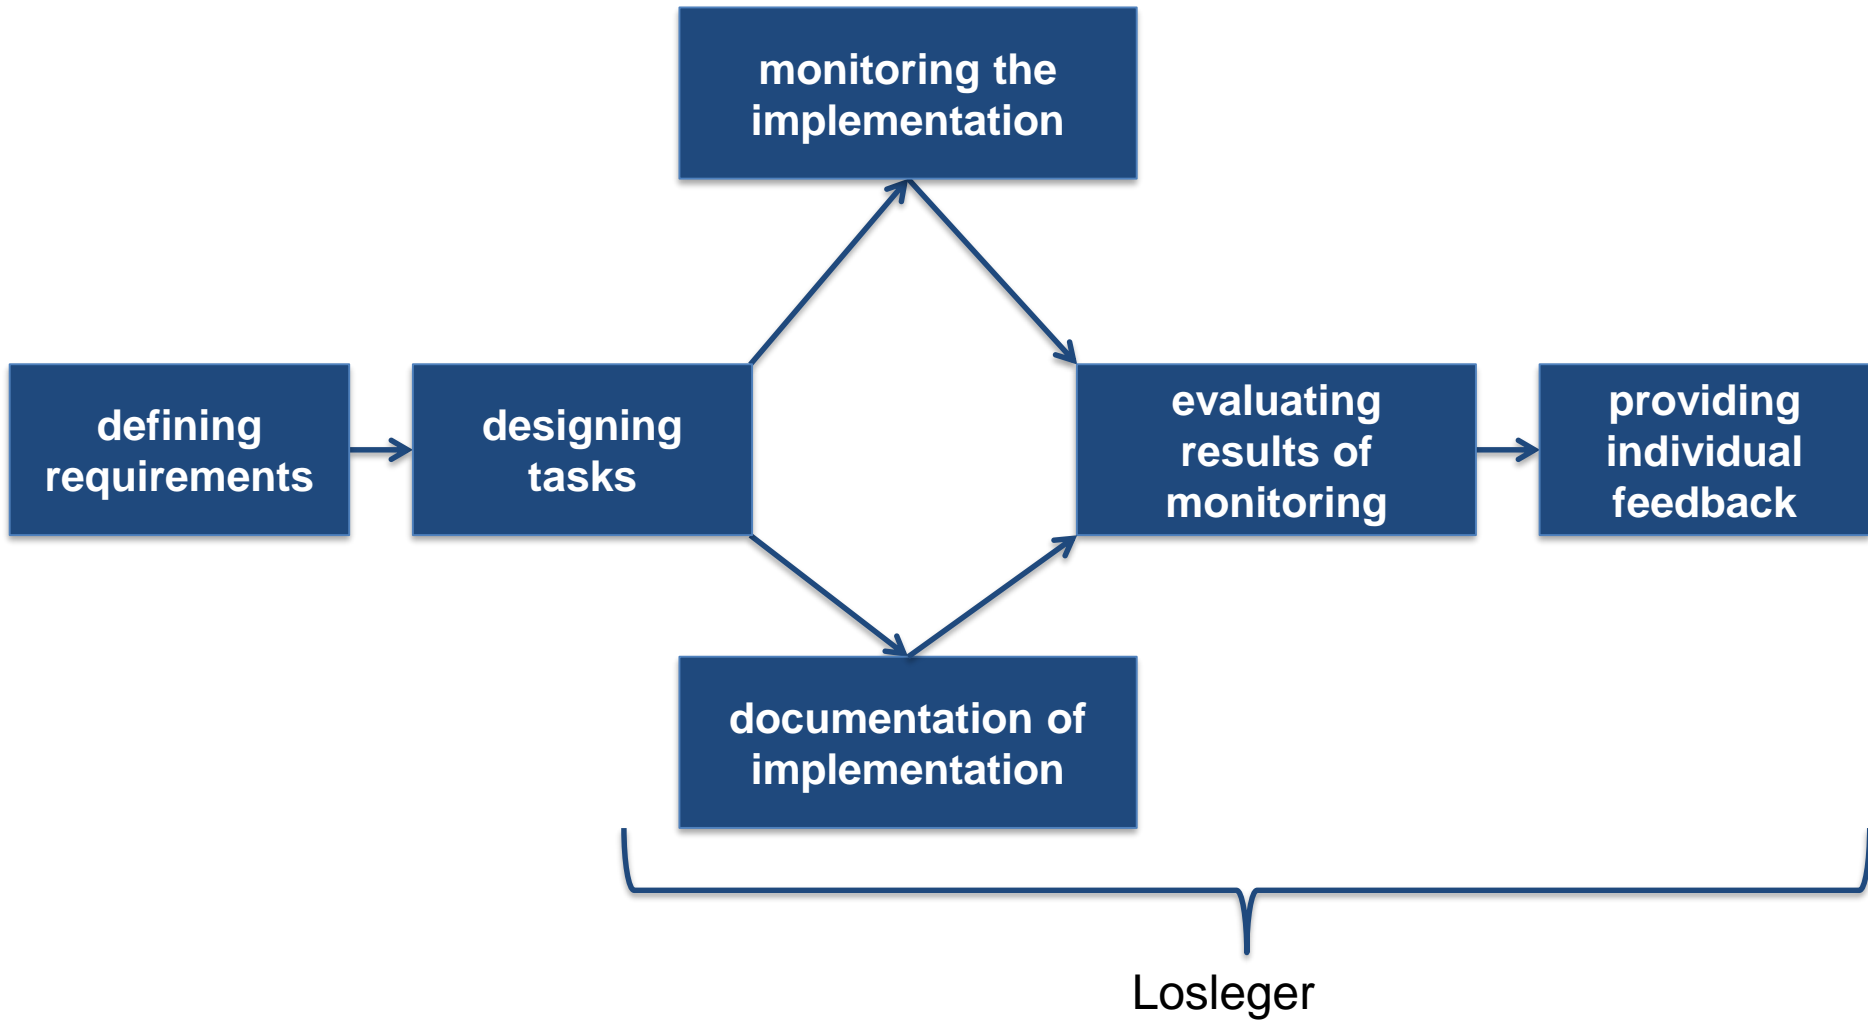 monitoring the
implementation
defining
requirements
designing
tasks
evaluating
results of
monitoring
providing
individual
feedback
documentation of
implementation
Losleger